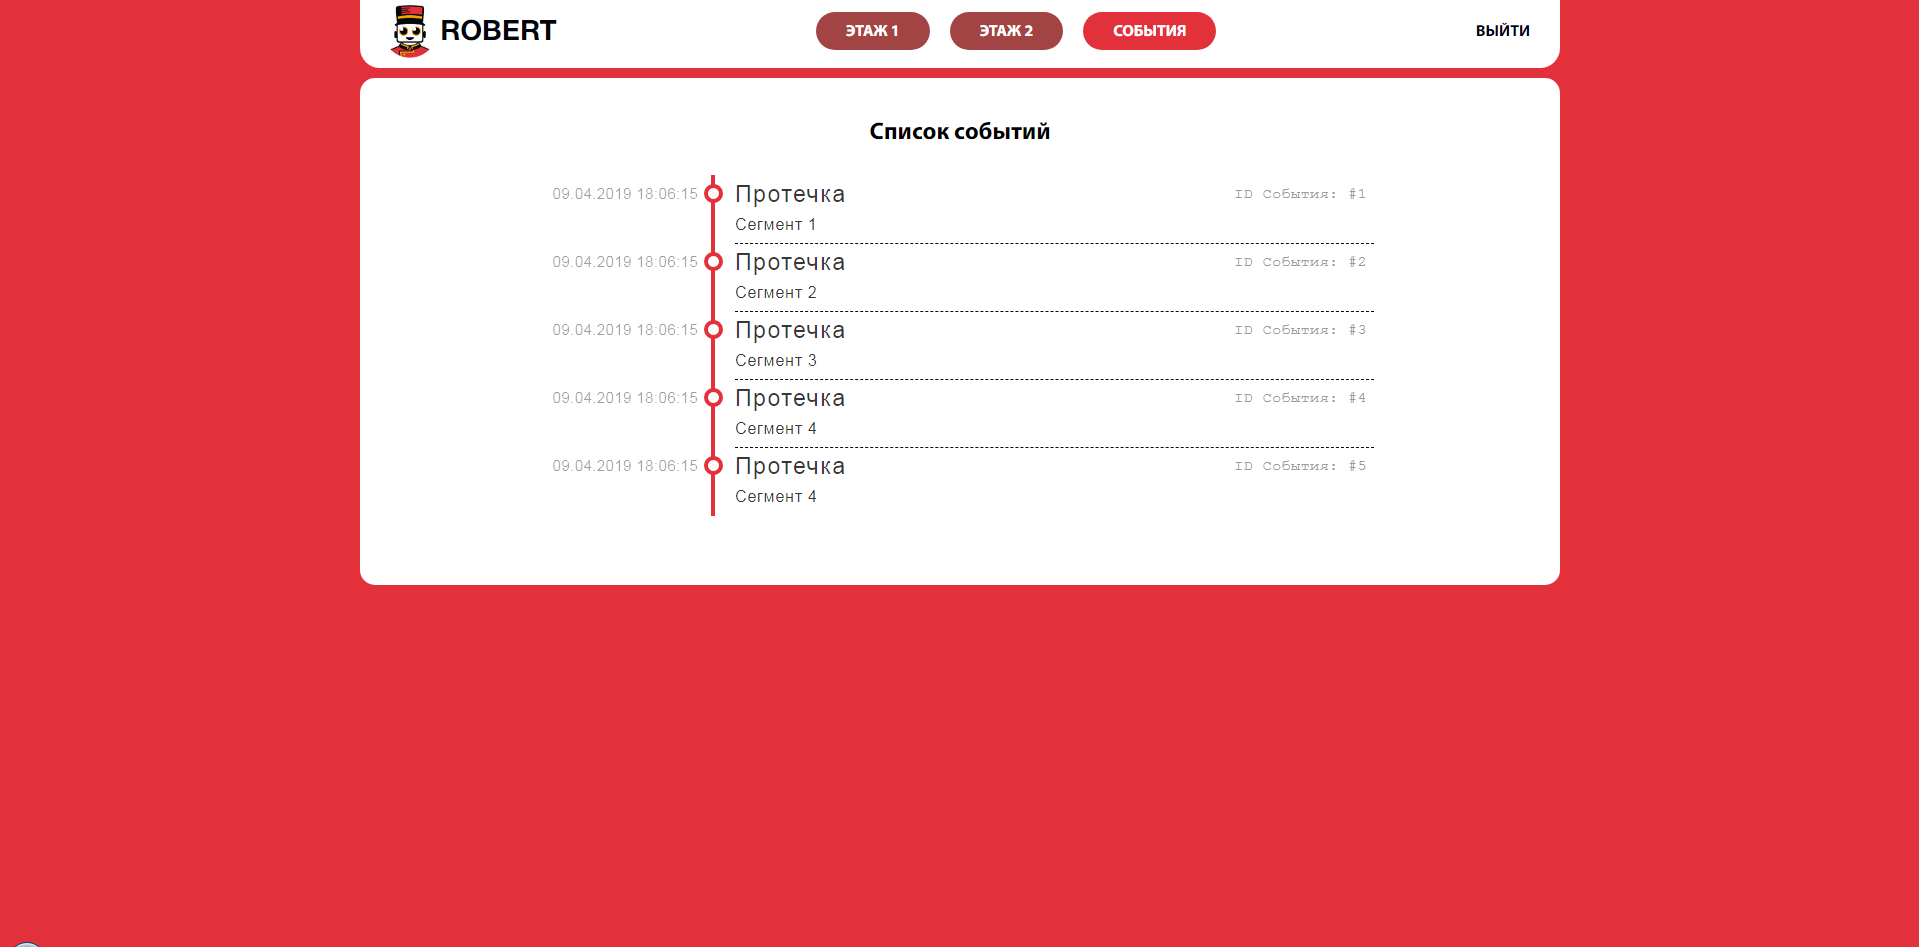 ROBERT
ЭТАЖ 1
ЭТАЖ 2
СОБЫТИЯ
ВЫЙТИ
Список событий
09.04.2019 18:06:15 Протечка ID События: #1
Сегмент 1
09.04.2019 18:06:15 Протечка ID События: #2
Сегмент 2
09.04.2019 18:06:15 Протечка ID События: #3
Сегмент 3
09.04.2019 18:06:15 Протечка ID События: #4
Сегмент 4
09.04.2019 18:06:15 Протечка ID События: #5
Сегмент 4